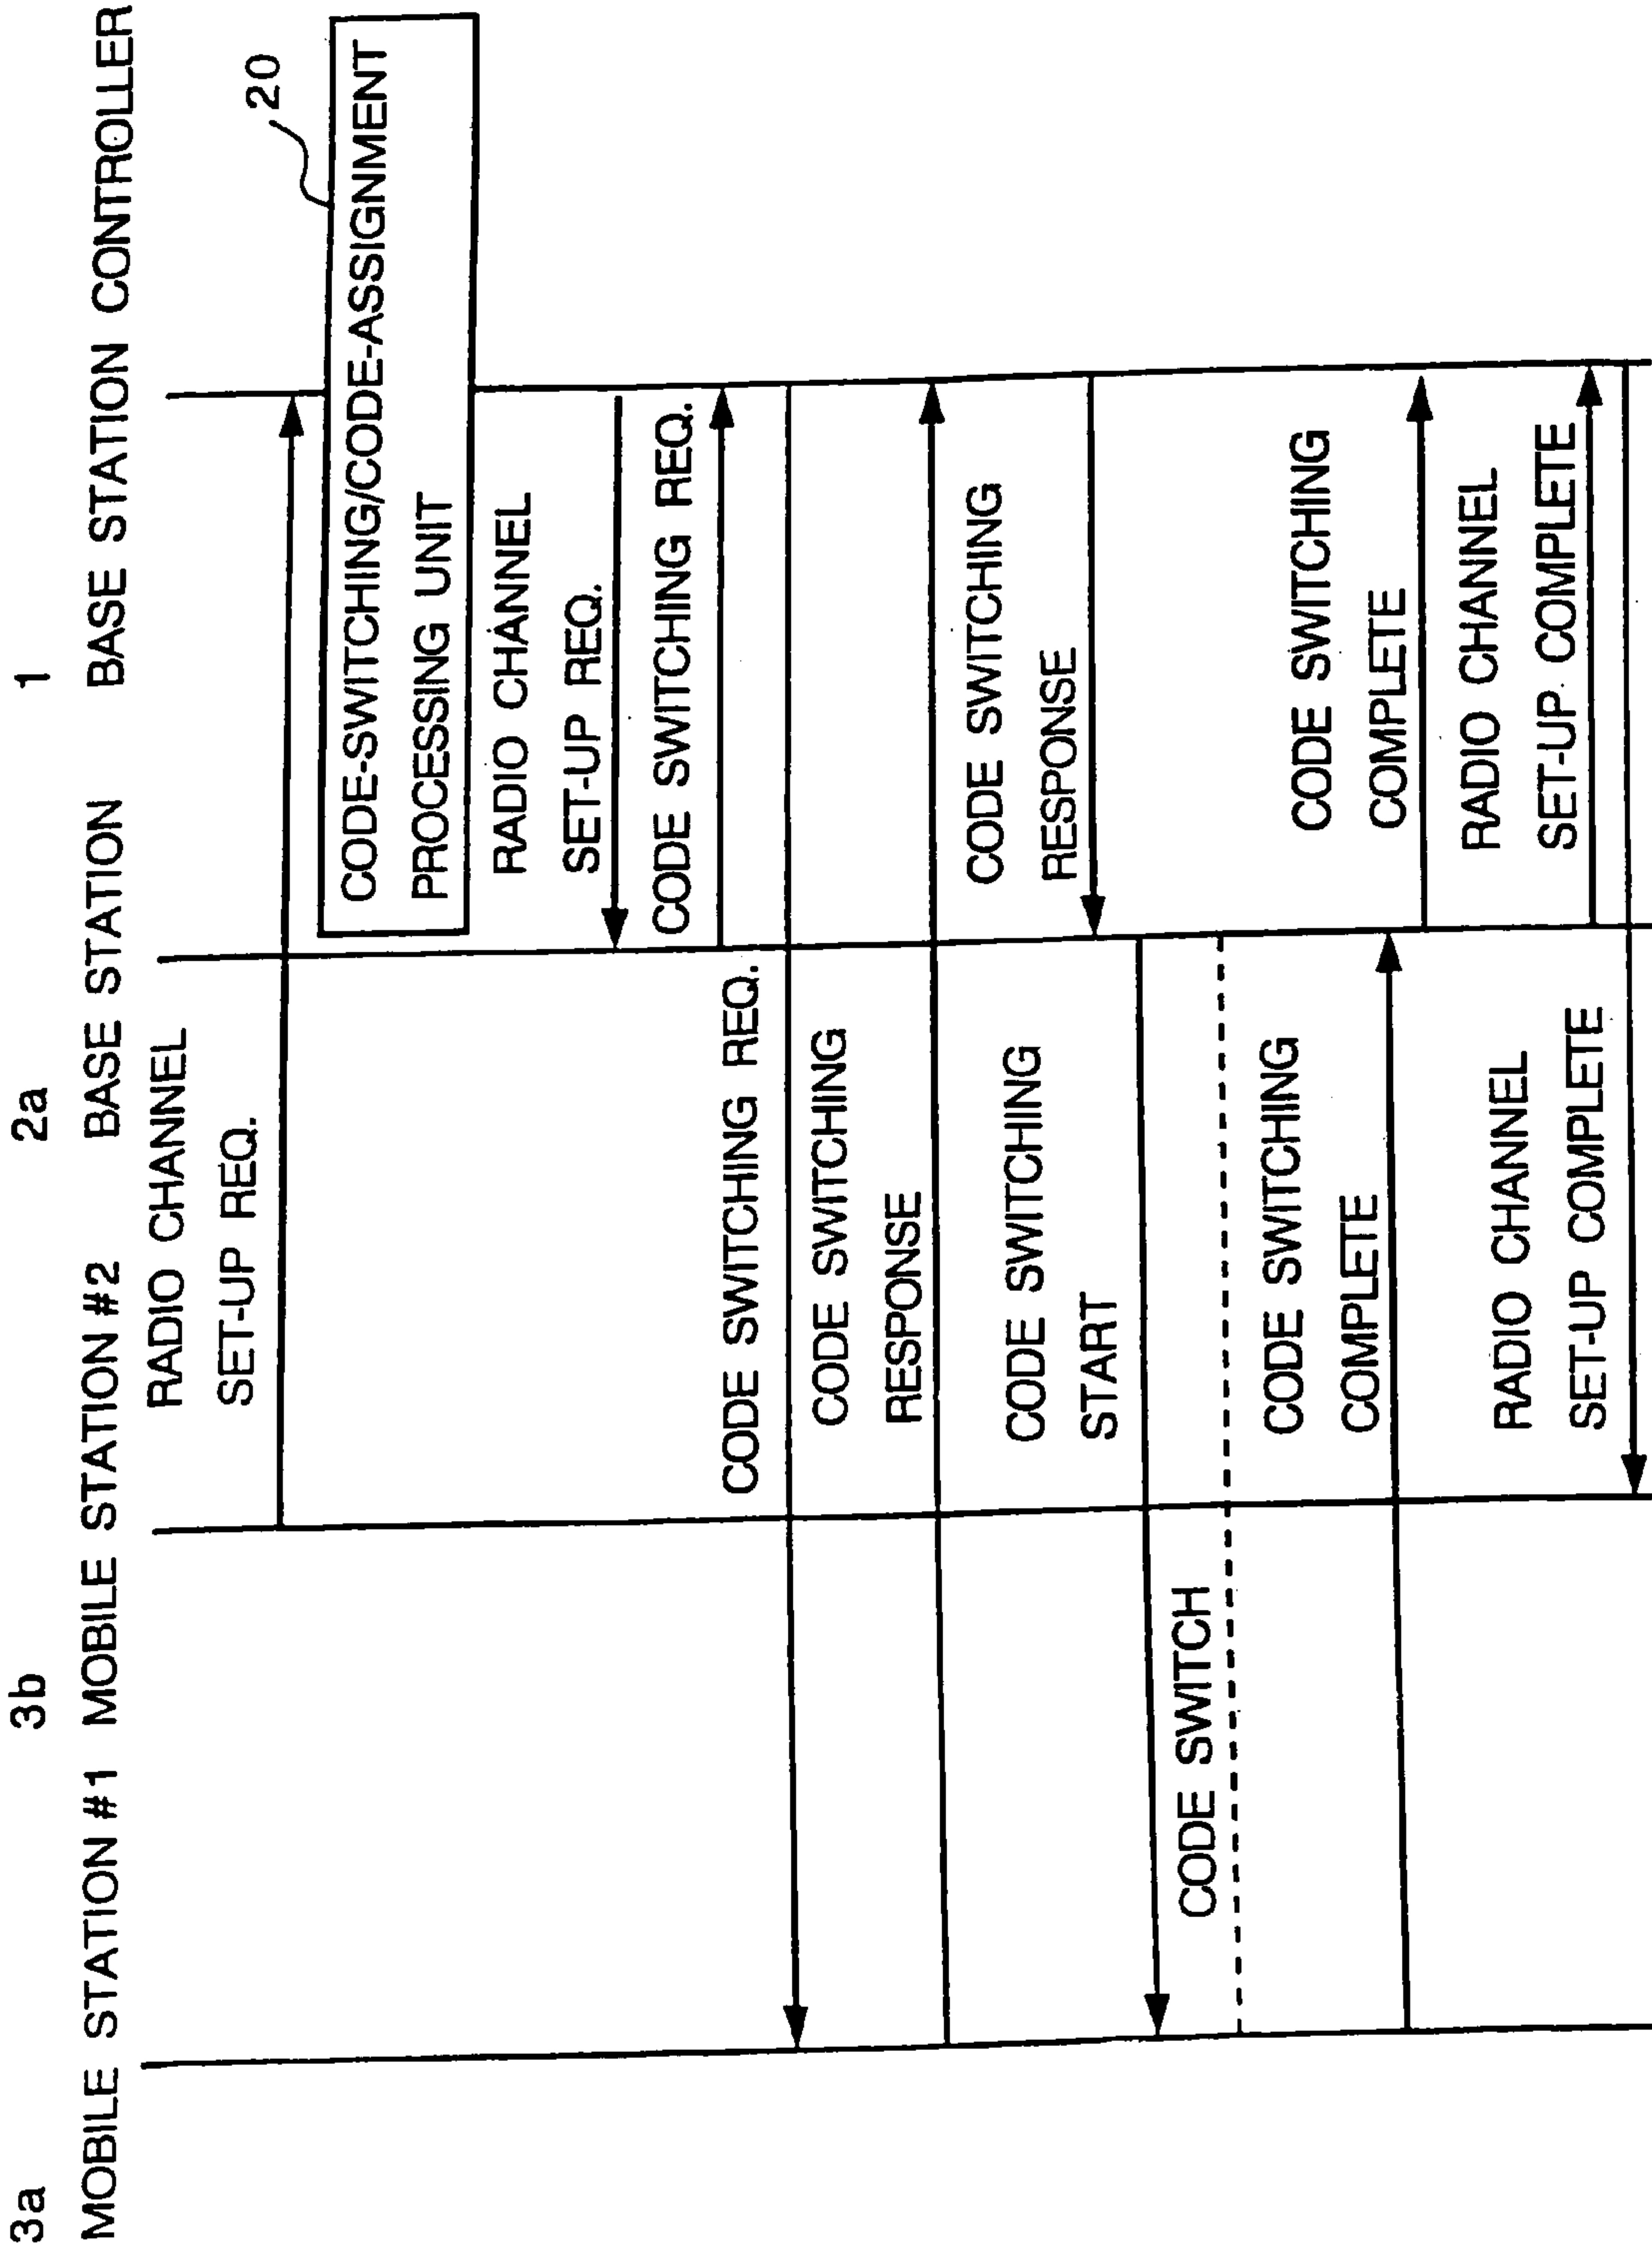 3a
3b
2a
1
MOBILE STATION #1
MOBILE STATION #2
BASE STATION
BASE STATION CONTROLLER
RADIO CHANNEL
SET-UP REQ.
20
CODE-SWITCHING/CODE-ASSIGNMENT
PROCESSING UNIT
RADIO CHANNEL
SET-UP REQ.
CODE SWITCHING REQ.
CODE SWITCHING REQ.
CODE SWITCHING
RESPONSE
CODE SWITCHING
RESPONSE
CODE SWITCHING
START
CODE SWITCH
CODE SWITCHING
COMPLETE
CODE SWITCHING
COMPLETE
RADIO CHANNEL
SET-UP COMPLETE
RADIO CHANNEL
SET-UP COMPLETE